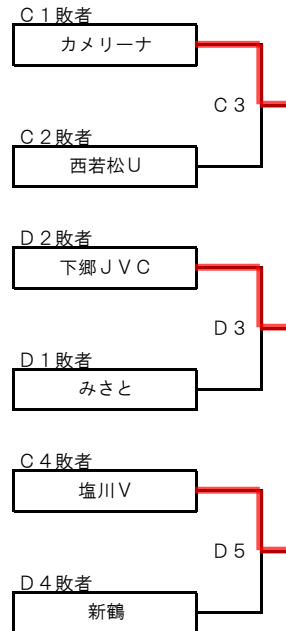 C1敗者
カメリーナ
C3
C2敗者
西若松U
D2敗者
下郷JVC
D3
D1敗者
みさと
C4敗者
塩川V
D5
D4敗者
新鶴